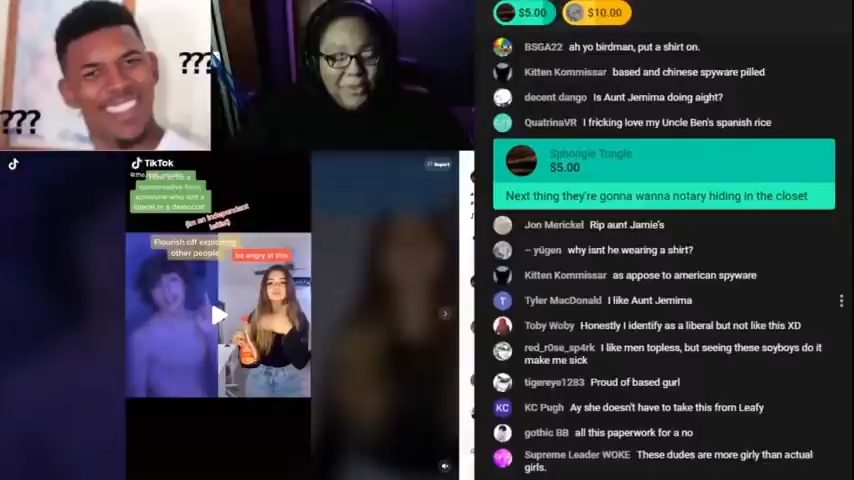 ???
???
TikTok
Report
someone who isn't a
liberal or a democrat
(im an independent
leftist)
Flourish off exploiting
other people
be angry at this
$5.00
$10.00
BSGA22 ah yo birdman, put a shirt on.
Kitten Kommissar based and chinese spyware pilled
decent dango Is Aunt Jemima doing aight?
QuatrinaVR I fricking love my Uncle Ben's spanish rice
Sphongle Tongle
$5.00
Next thing they're gonna wanna notary hiding in the closet
Jon Merickel Rip aunt Jamie's
~ yügen why isnt he wearing a shirt?
Kitten Kommissar as appose to american spyware
Tyler MacDonald I like Aunt Jemima
Toby Woby Honestly I identify as a liberal but not like this XD
red_r0se_sp4rk I like men topless, but seeing these soyboys do it
make me sick
tigereye1283 Proud of based gurl
KC Pugh Ay she doesn't have to take this from Leafy
gothic BB all this paperwork for a no
Supreme Leader WOKE These dudes are more girly than actual
girls.